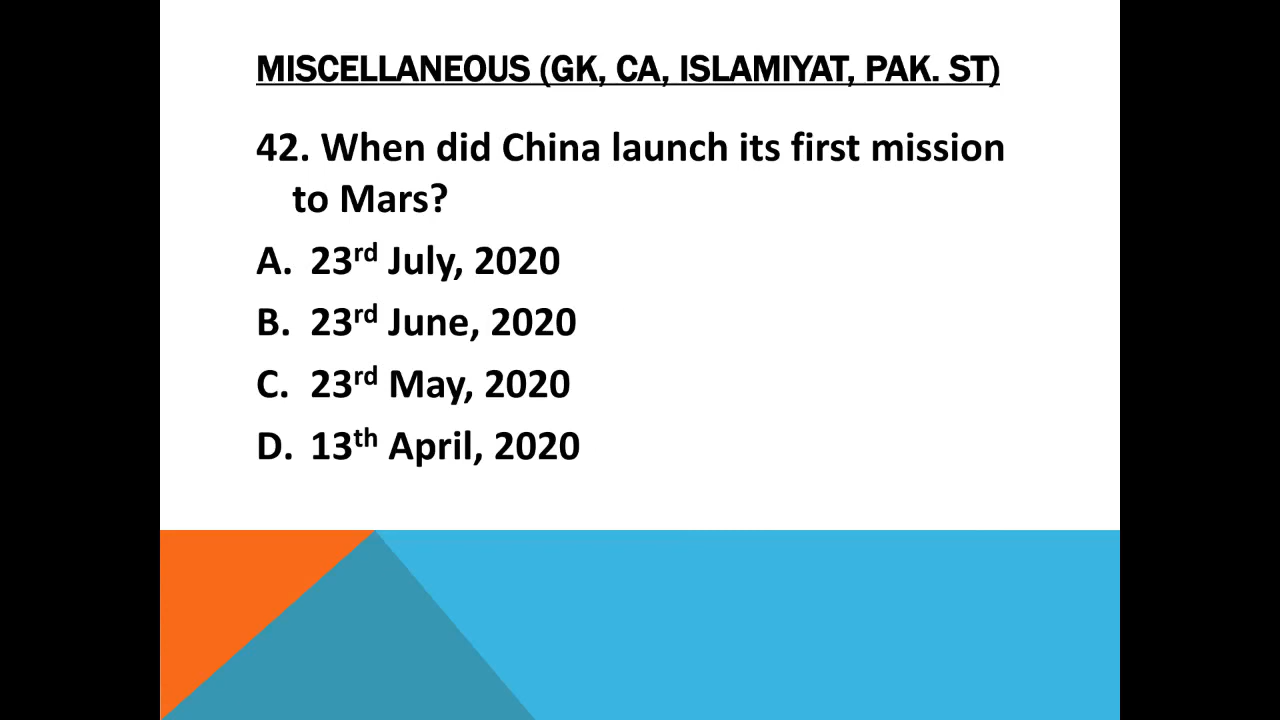 MISCELLANEOUS (GK, CA, ISLAMIYAT, PAK. ST)
42. When did China launch its first mission
to Mars?
A. 23rd July, 2020
B. 23rd June, 2020
C. 23rd May, 2020
D. 13th April, 2020